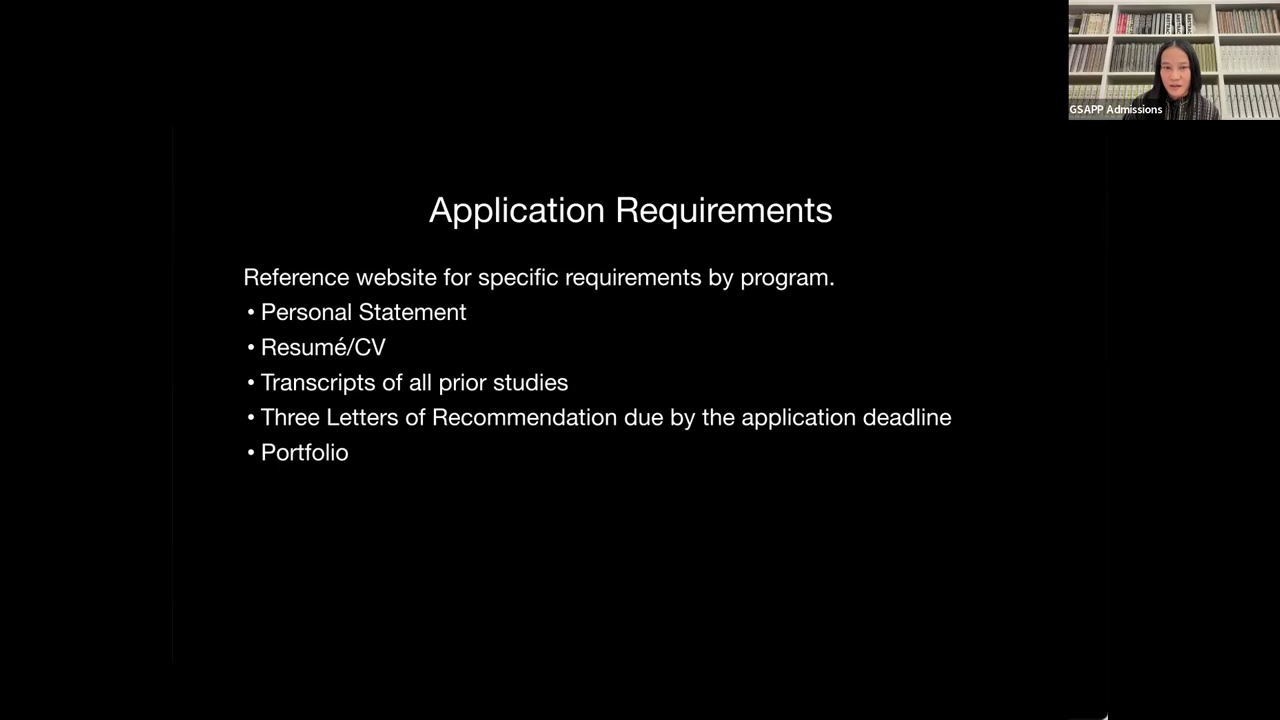 GSAPP Admissions
Application Requirements
Reference website for specific requirements by program.
• Personal Statement
• Resumé/CV
• Transcripts of all prior studies
• Three Letters of Recommendation due by the application deadline
• Portfolio